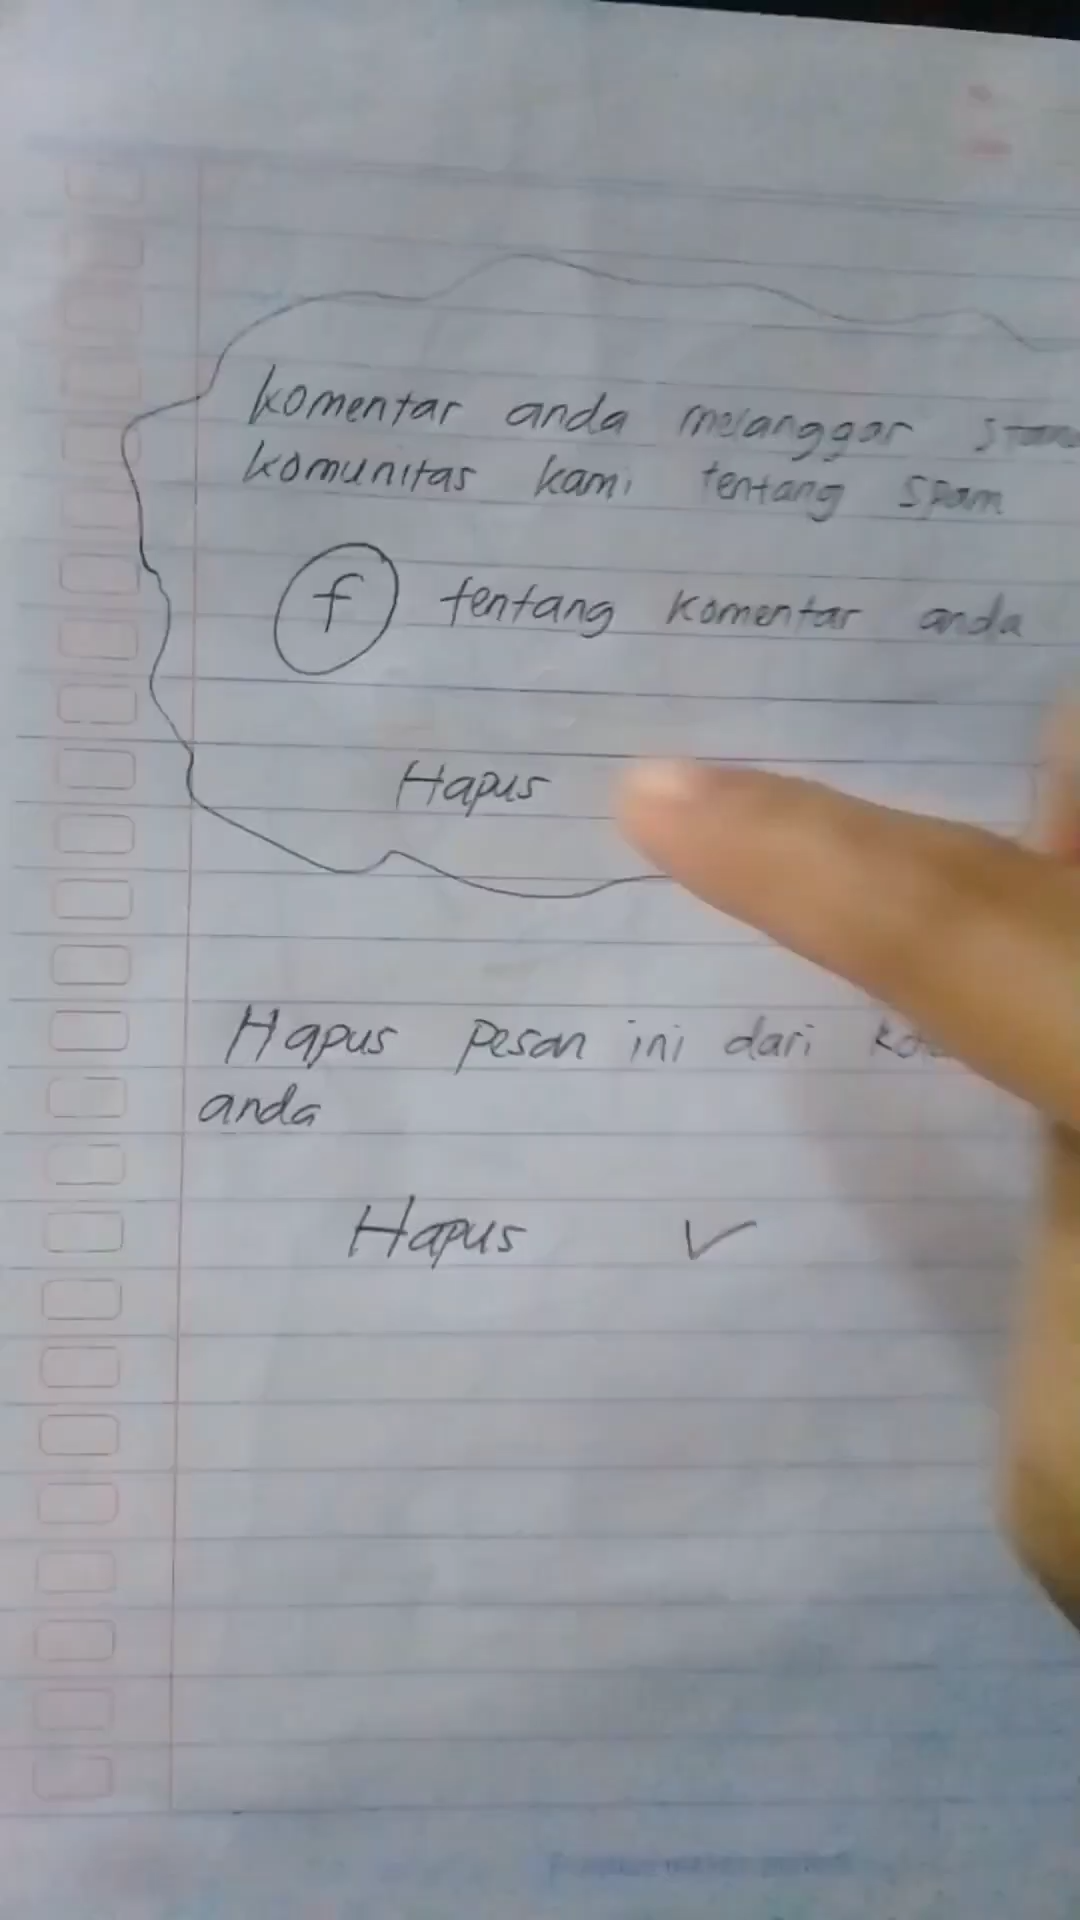 komentar anda melanggar
komunitas kami tentang spam
f tentang komentar anda
Hapus
Hapus pesan ini dari
anda
Hapus